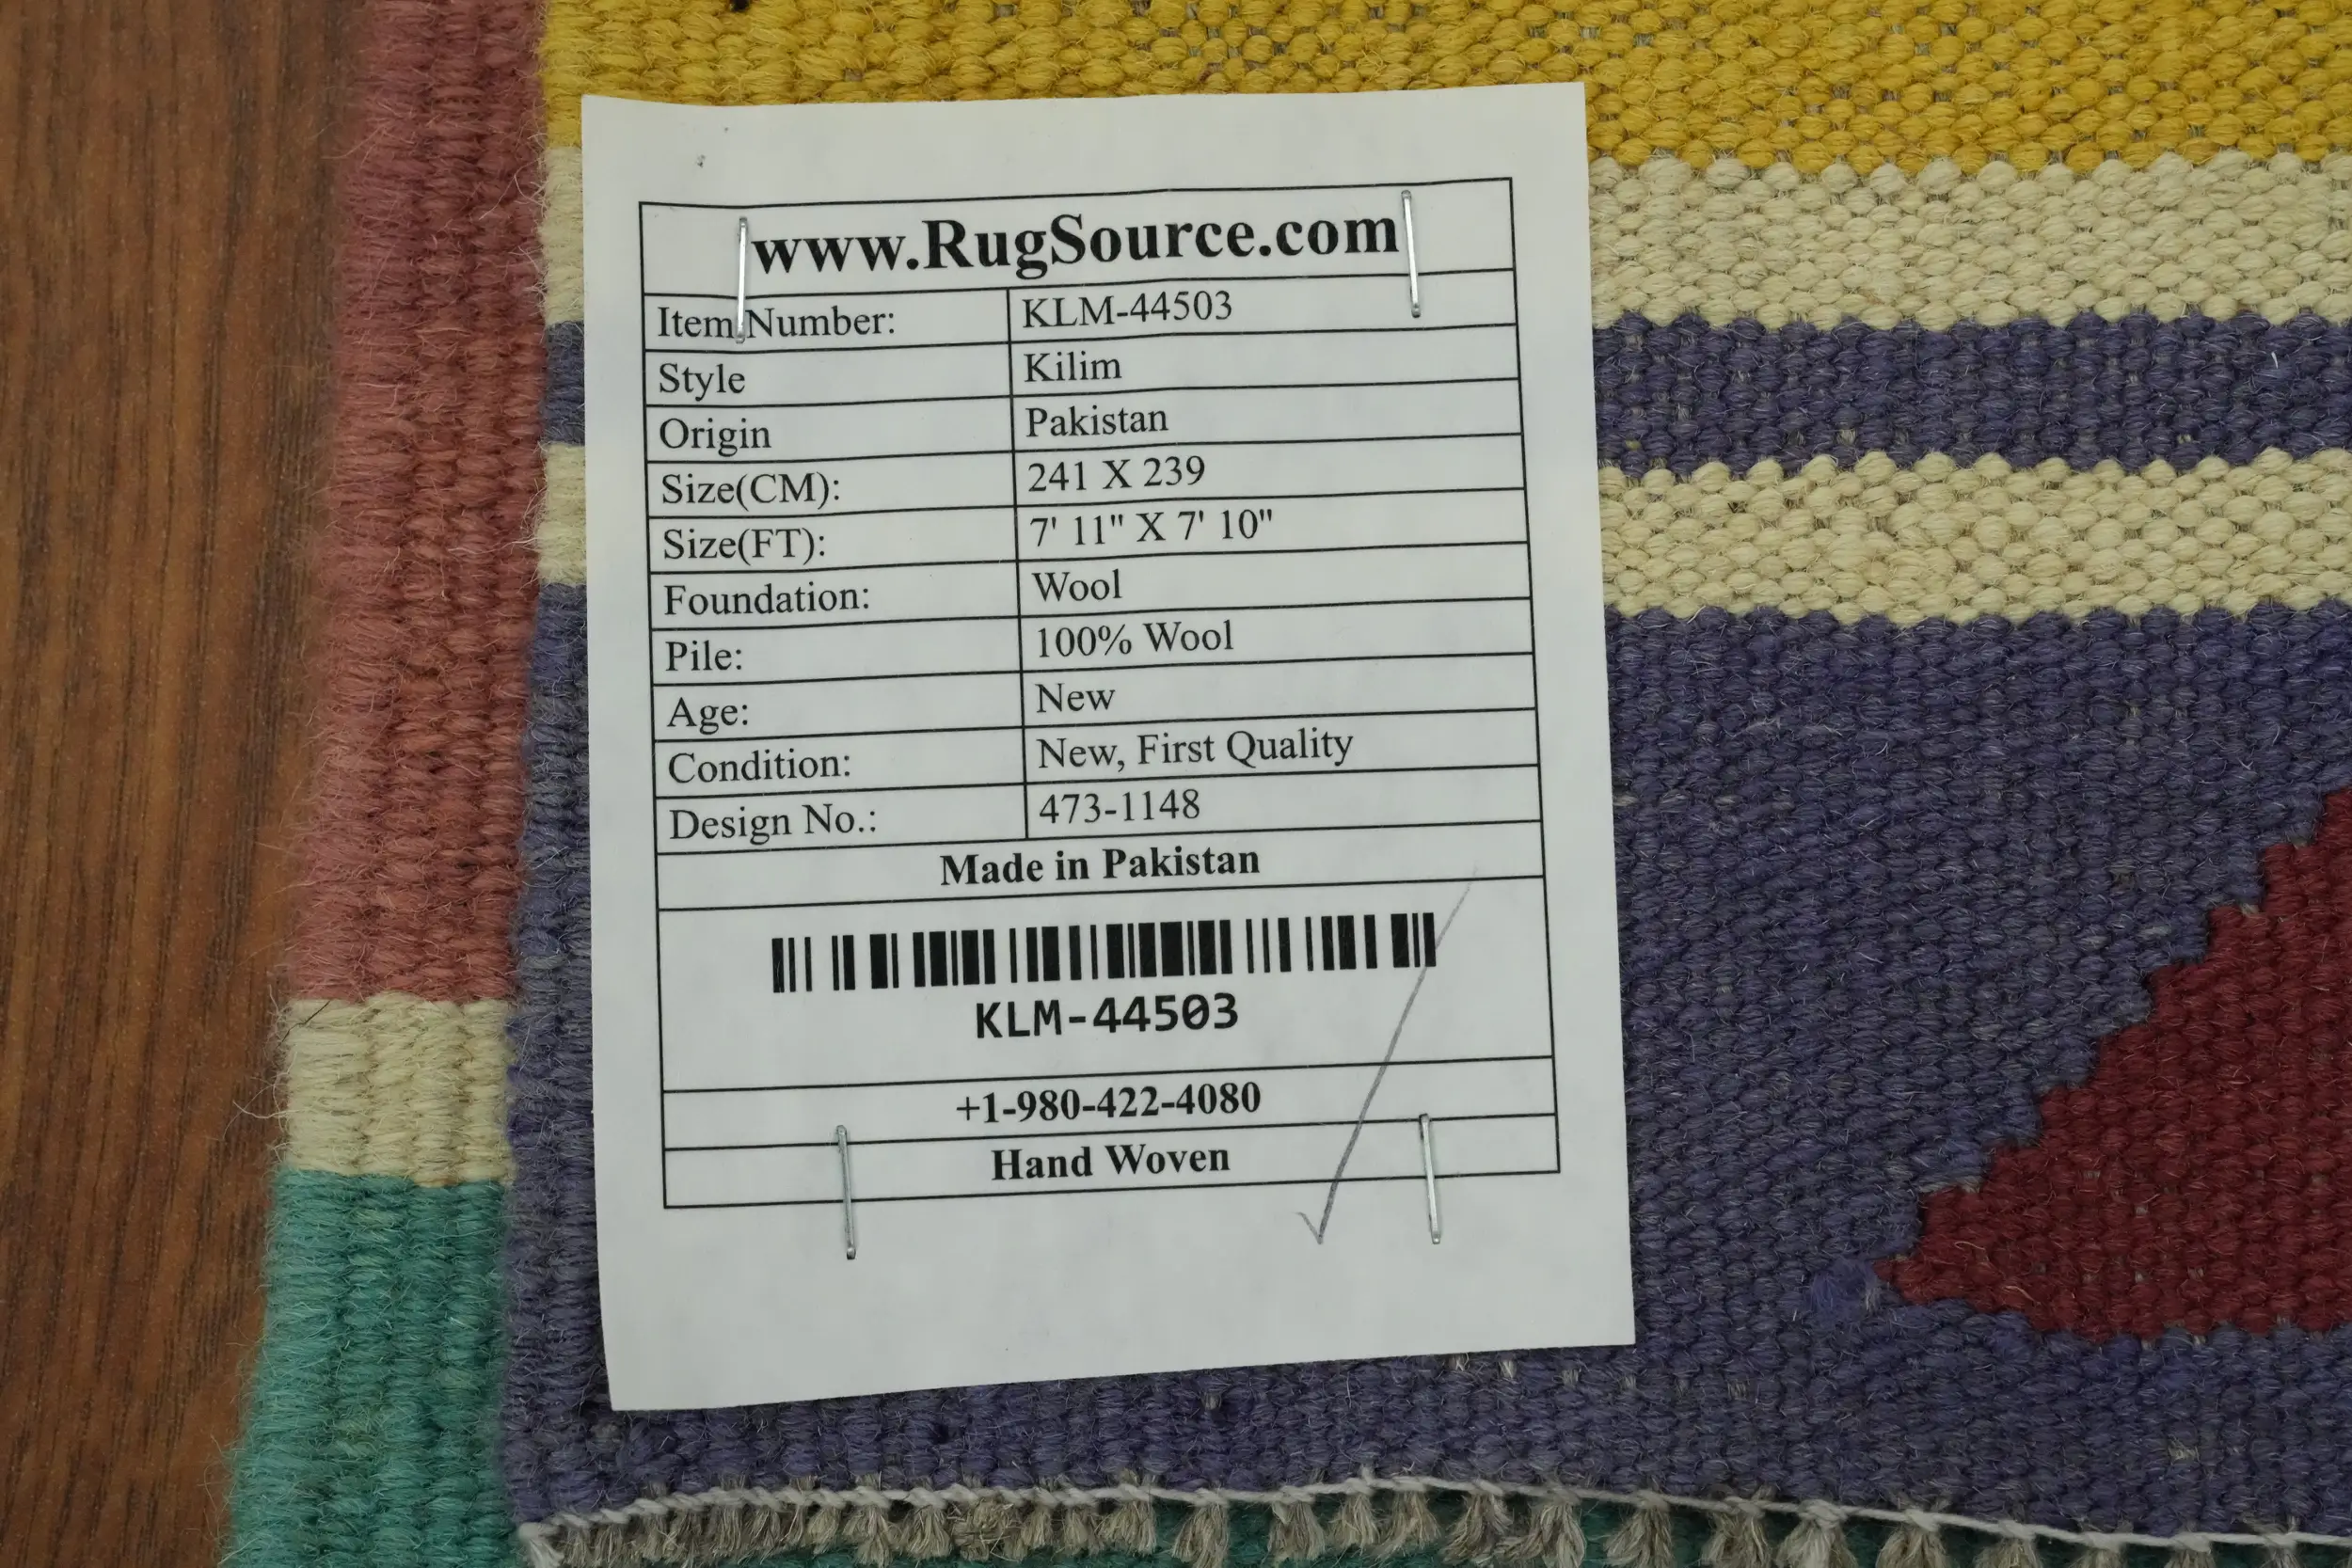 www.RugSource.com
Item Number: KLM-44503
Style Kilim
Origin Pakistan
Size(CM): 241 X 239
Size(FT): 7' 11" X 7' 10"
Foundation: Wool
Pile: 100% Wool
Age: New
Condition: New, First Quality
Design No.: 473-1148
Made in Pakistan
KLM-44503
+1-980-422-4080
Hand Woven